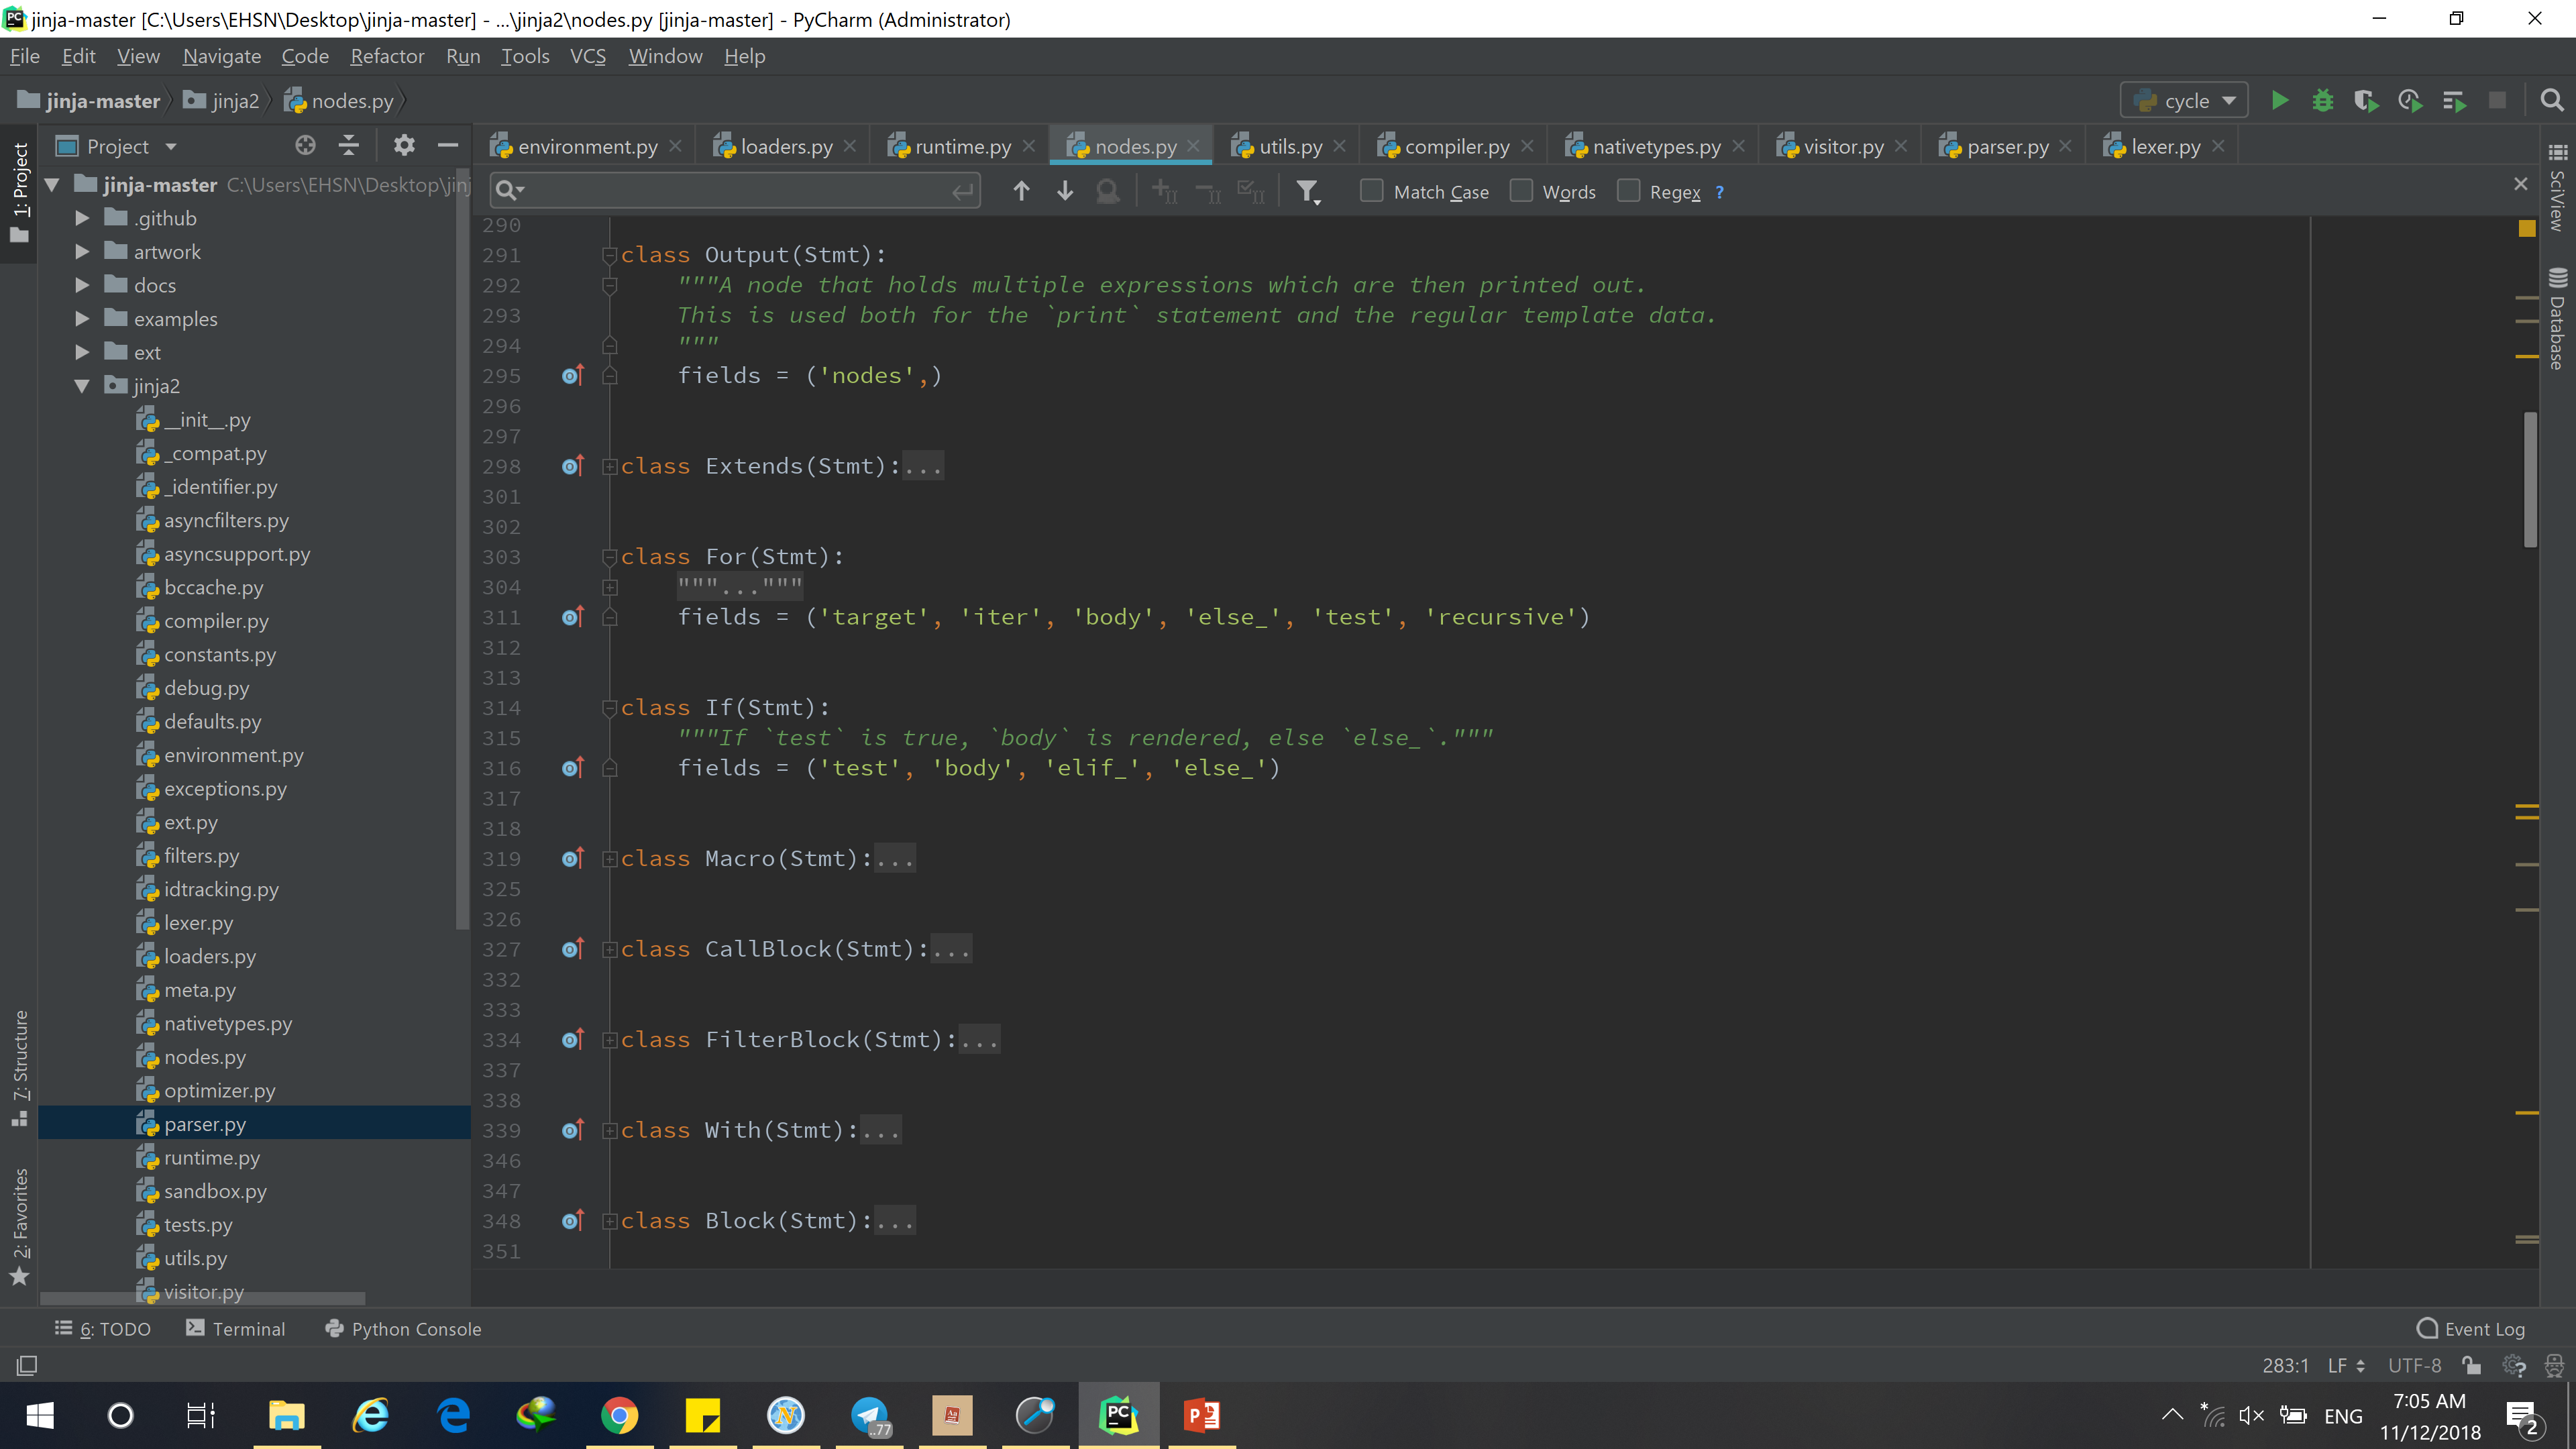 jinja-master [C:\Users\EHSN\Desktop\jinja-master] - ...\jinja2\nodes.py [jinja-master] - PyCharm (Administrator)
File Edit View Navigate Code Refactor Run Tools VCS Window Help
jinja-master jinja2 nodes.py cycle
1: Project
Project
environment.py loaders.py runtime.py nodes.py utils.py compiler.py nativetypes.py visitor.py parser.py lexer.py
Match Case Words Regex ?
jinja-master C:\Users\EHSN\Desktop\jinj
.github
artwork
docs
examples
ext
jinja2
__init__.py
_compat.py
_identifier.py
asyncfilters.py
asyncsupport.py
bccache.py
compiler.py
constants.py
debug.py
defaults.py
environment.py
exceptions.py
ext.py
filters.py
idtracking.py
lexer.py
loaders.py
meta.py
nativetypes.py
nodes.py
optimizer.py
parser.py
runtime.py
sandbox.py
tests.py
utils.py
visitor.py
7: Structure
2: Favorites
290
291 class Output(Stmt):
292 """A node that holds multiple expressions which are then printed out.
293 This is used both for the `print` statement and the regular template data.
294 """
295 fields = ('nodes',)
296
297
298 class Extends(Stmt):...
301
302
303 class For(Stmt):
304 """..."""
311 fields = ('target', 'iter', 'body', 'else_', 'test', 'recursive')
312
313
314 class If(Stmt):
315 """If `test` is true, `body` is rendered, else `else_`."""
316 fields = ('test', 'body', 'elif_', 'else_')
317
318
319 class Macro(Stmt):...
325
326
327 class CallBlock(Stmt):...
332
333
334 class FilterBlock(Stmt):...
337
338
339 class With(Stmt):...
346
347
348 class Block(Stmt):...
351
SciView
Database
6: TODO Terminal Python Console Event Log
283:1 LF UTF-8
..77
PC
P
ENG
7:05 AM
11/12/2018
2